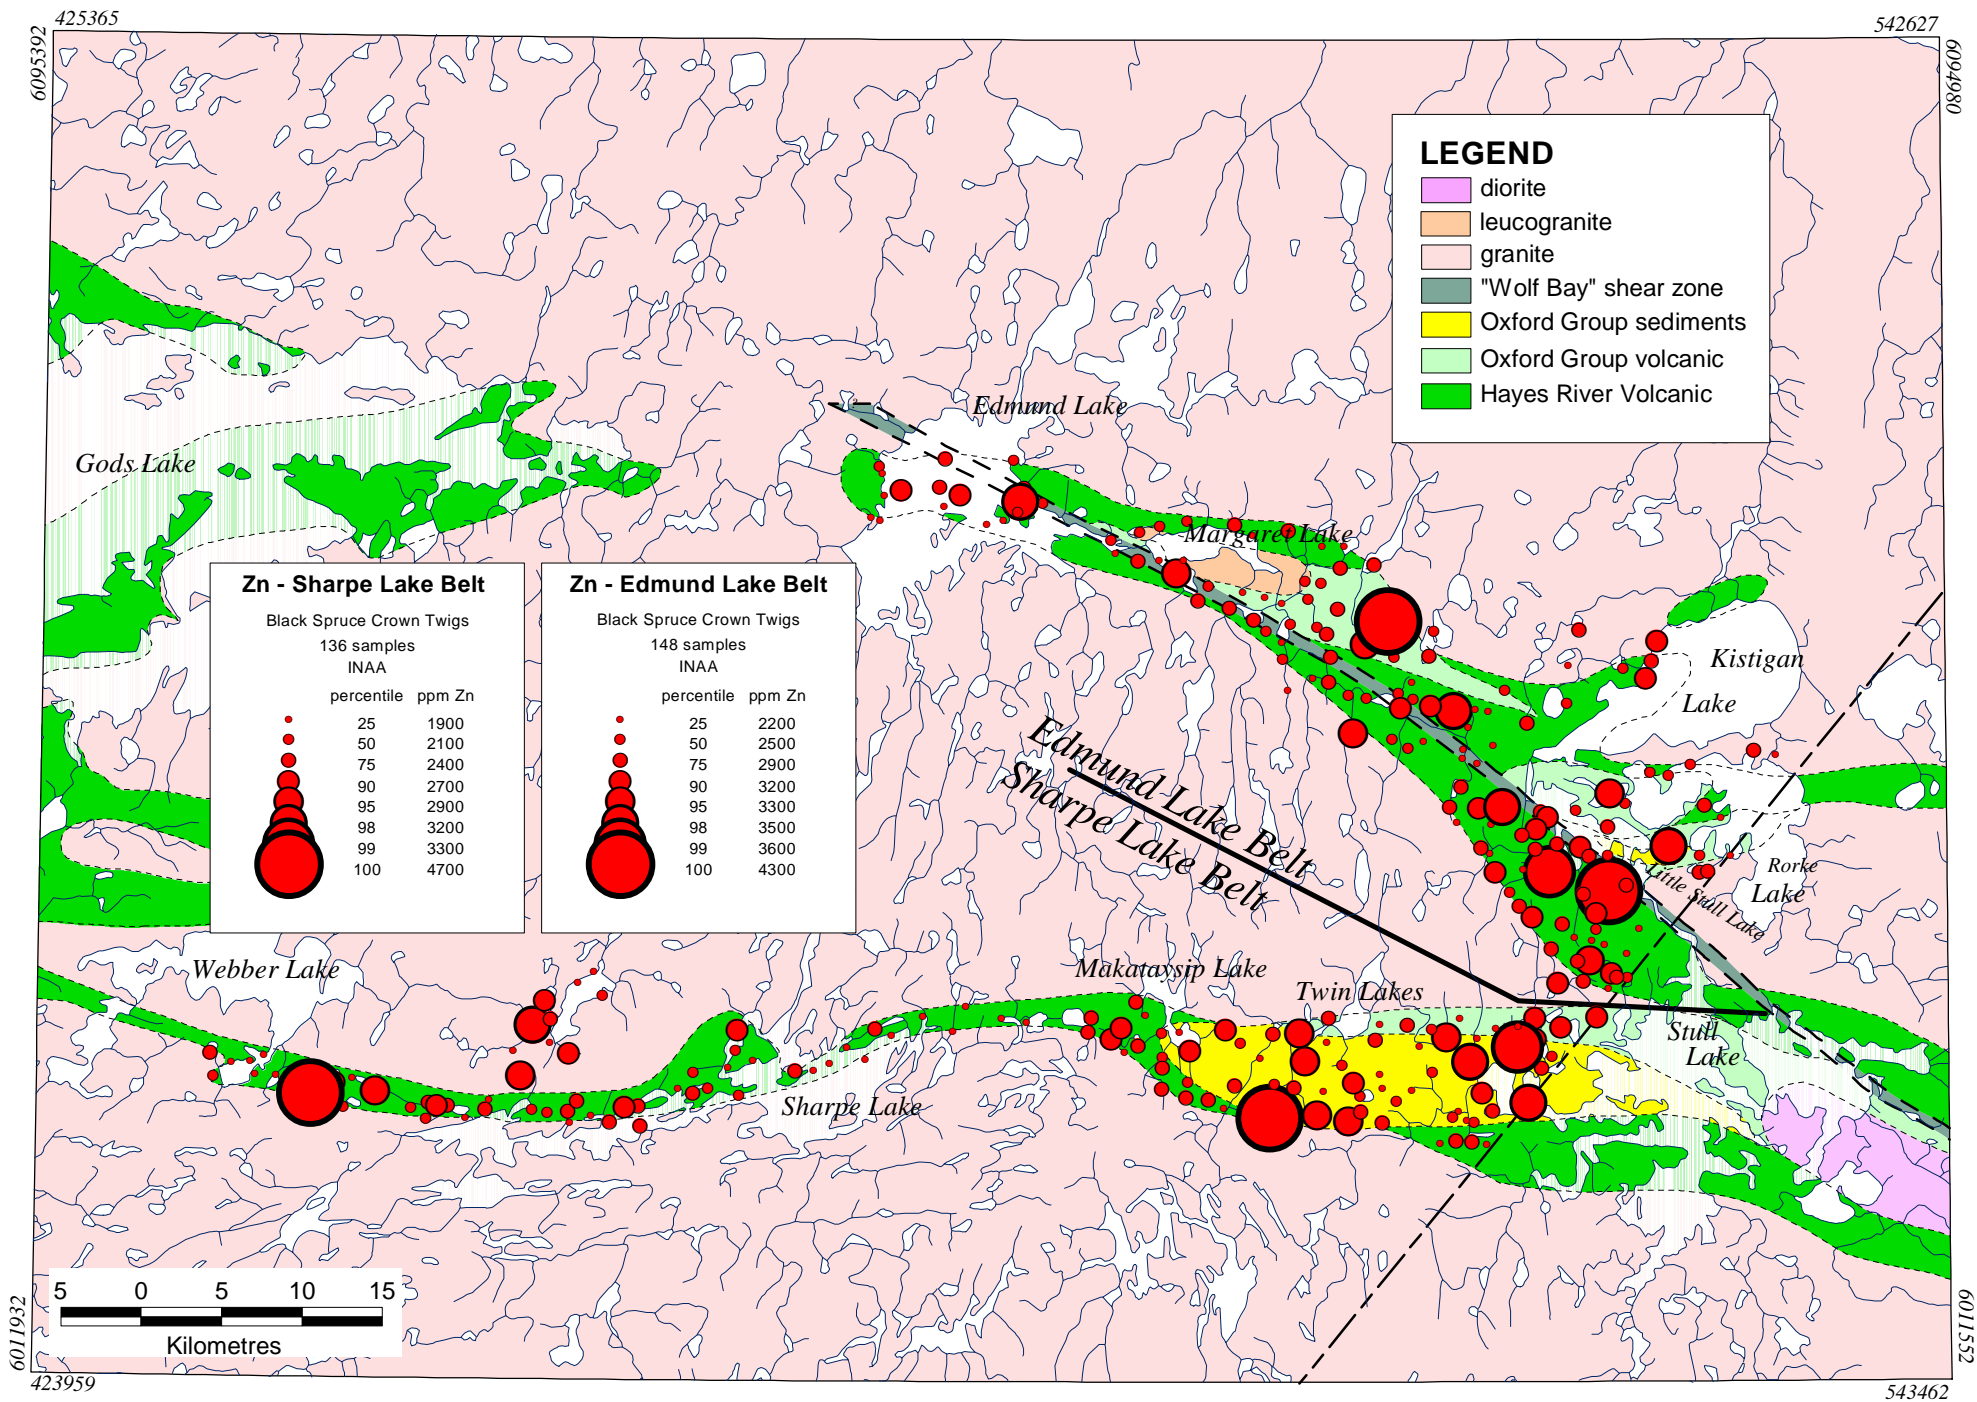 425365
542627
6095392
6094980
LEGEND
diorite
leucogranite
granite
"Wolf Bay" shear zone
Oxford Group sediments
Oxford Group volcanic
Hayes River Volcanic
Edmund Lake
Gods Lake
Margaret Lake
Zn - Sharpe Lake Belt
Black Spruce Crown Twigs
136 samples
INAA
percentile ppm Zn
25 1900
50 2100
75 2400
90 2700
95 2900
98 3200
99 3300
100 4700
Zn - Edmund Lake Belt
Black Spruce Crown Twigs
148 samples
INAA
percentile ppm Zn
25 2200
50 2500
75 2900
90 3200
95 3300
98 3500
99 3600
100 4300
Kistigan
Lake
Edmund Lake Belt
Sharpe Lake Belt
Rorke
Lake
Little Stull Lake
Webber Lake
Makataysip Lake
Twin Lakes
Stull
Lake
Sharpe Lake
5 0 5 10 15
Kilometres
6011932
6011552
423959
543462